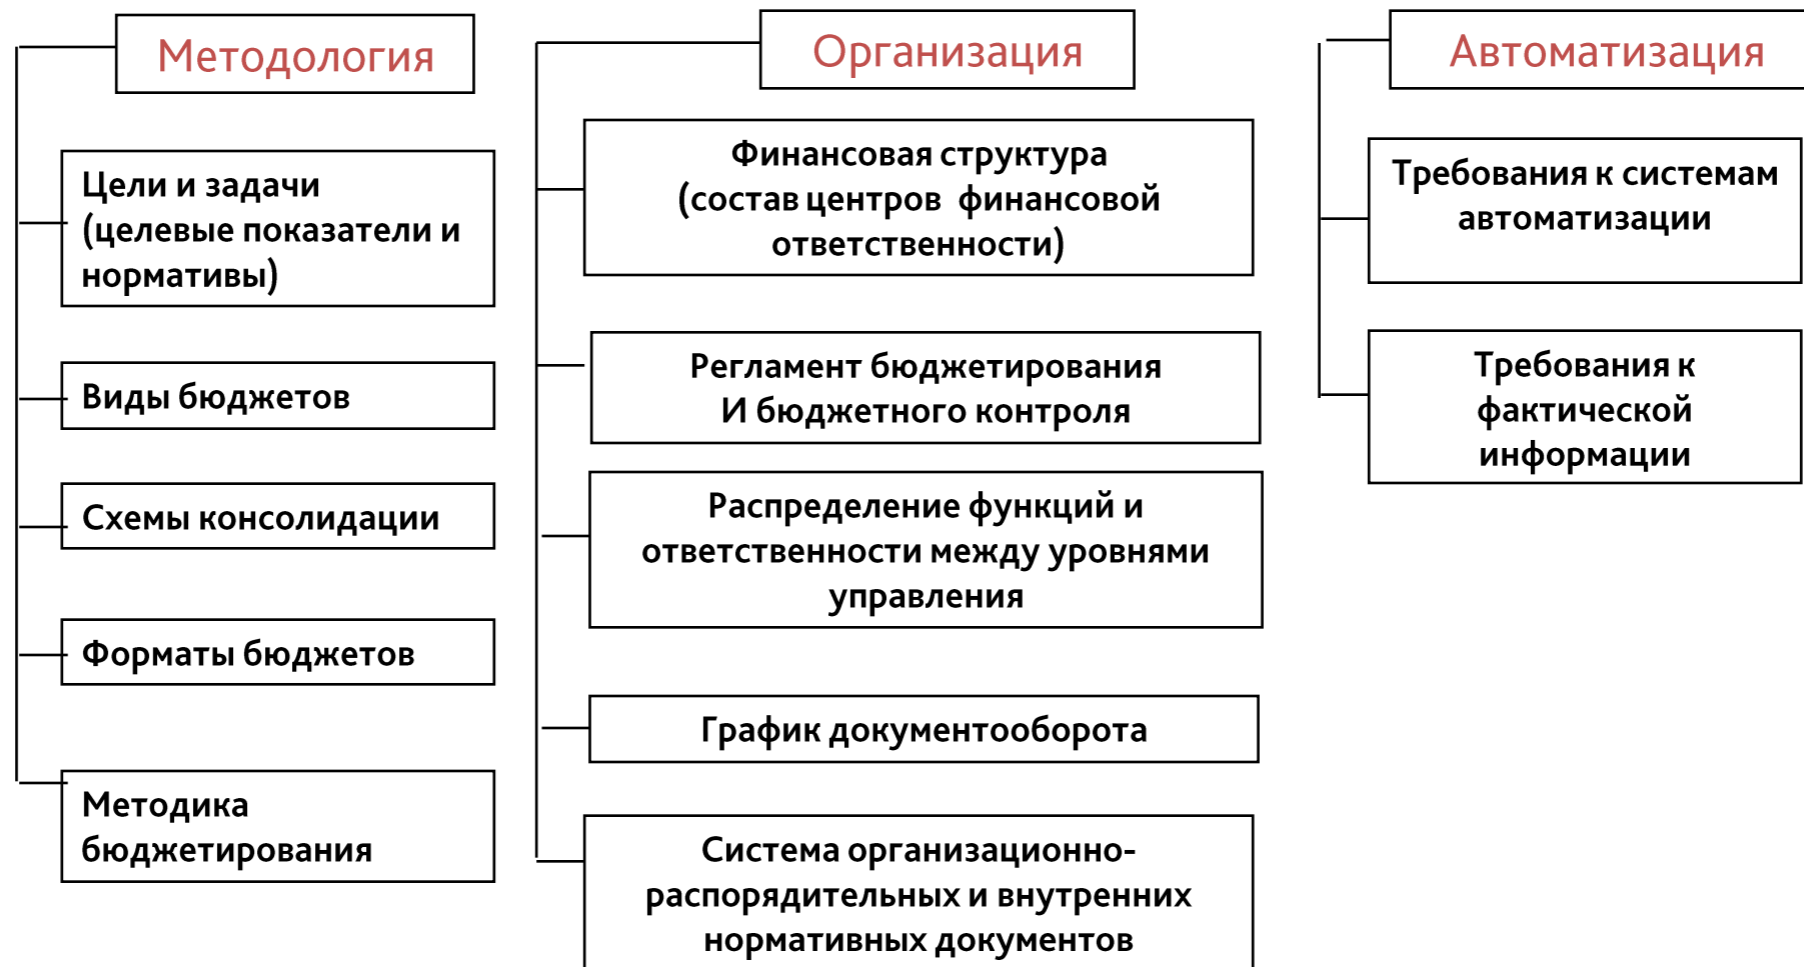 Методология
Цели и задачи
(целевые показатели и
нормативы)
Виды бюджетов
Схемы консолидации
Форматы бюджетов
Методика
бюджетирования
Организация
Финансовая структура
(состав центров финансовой
ответственности)
Регламент бюджетирования
И бюджетного контроля
Распределение функций и
ответственности между уровнями
управления
График документооборота
Система организационно-
распорядительных и внутренних
нормативных документов
Автоматизация
Требования к системам
автоматизации
Требования к
фактической
информации